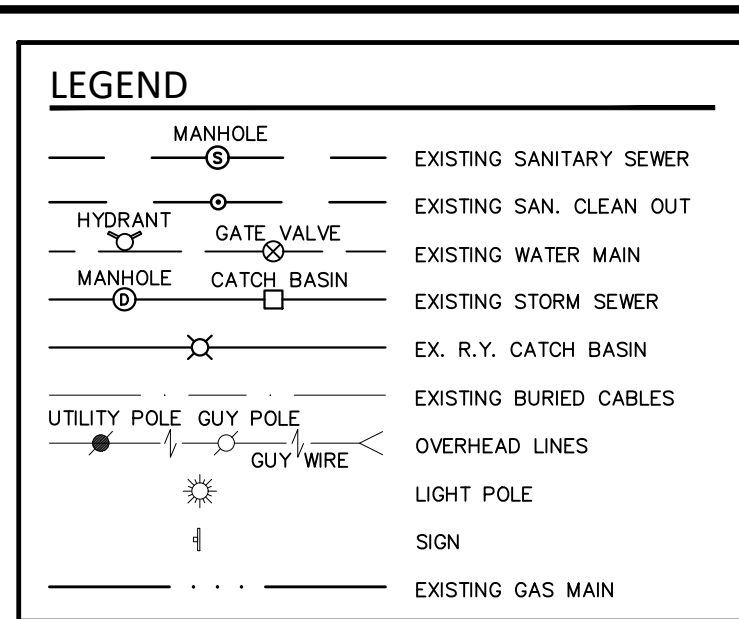 LEGEND
MANHOLE
S
EXISTING SANITARY SEWER
EXISTING SAN. CLEAN OUT
HYDRANT
GATE VALVE
EXISTING WATER MAIN
MANHOLE
CATCH BASIN
D
EXISTING STORM SEWER
EX. R.Y. CATCH BASIN
EXISTING BURIED CABLES
UTILITY POLE
GUY POLE
GUY WIRE
OVERHEAD LINES
LIGHT POLE
SIGN
EXISTING GAS MAIN